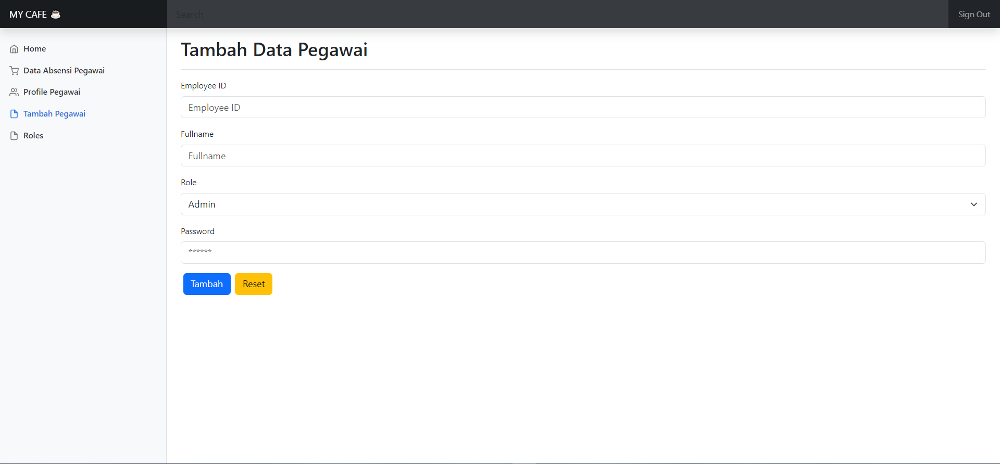 MY CAFE ☕
Search
Sign Out
Home
Data Absensi Pegawai
Profile Pegawai
Tambah Pegawai
Roles
Tambah Data Pegawai
Employee ID
Employee ID
Fullname
Fullname
Role
Admin
Password
******
Tambah
Reset